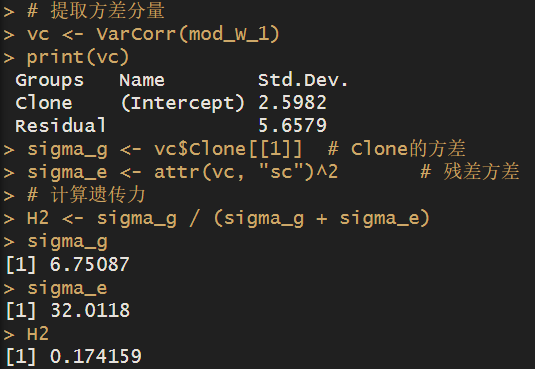 > # 提取方差分量
> vc <- VarCorr(mod_W_1)
> print(vc)
 Groups   Name        Std.Dev.
 Clone    (Intercept) 2.5982  
 Residual             5.6579  
> sigma_g <- vc$Clone[[1]]  # Clone的方差
> sigma_e <- attr(vc, "sc")^2       # 残差方差
> # 计算遗传力
> H2 <- sigma_g / (sigma_g + sigma_e)
> sigma_g
[1] 6.75087
> sigma_e
[1] 32.0118
> H2
[1] 0.174159